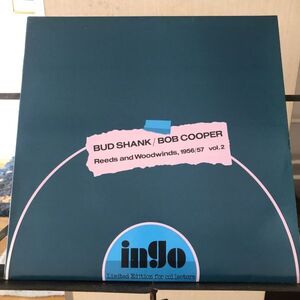 BUD SHANK/BOB COOPER
Reeds and Woodwinds, 1956/57 vol.2
ingo
Limited Edition for collectors